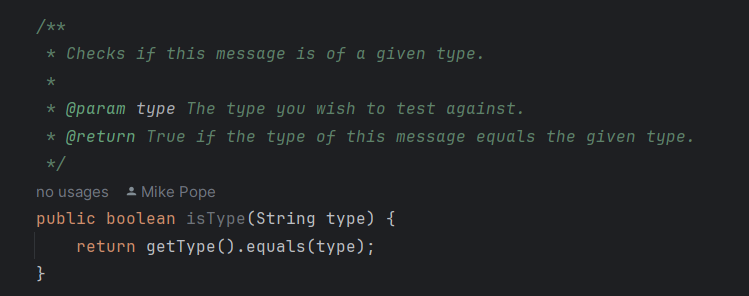 /**
 * Checks if this message is of a given type.
 *
 * @param type The type you wish to test against.
 * @return True if the type of this message equals the given type.
 */
no usages Mike Pope
public boolean isType(String type) {
    return getType().equals(type);
}